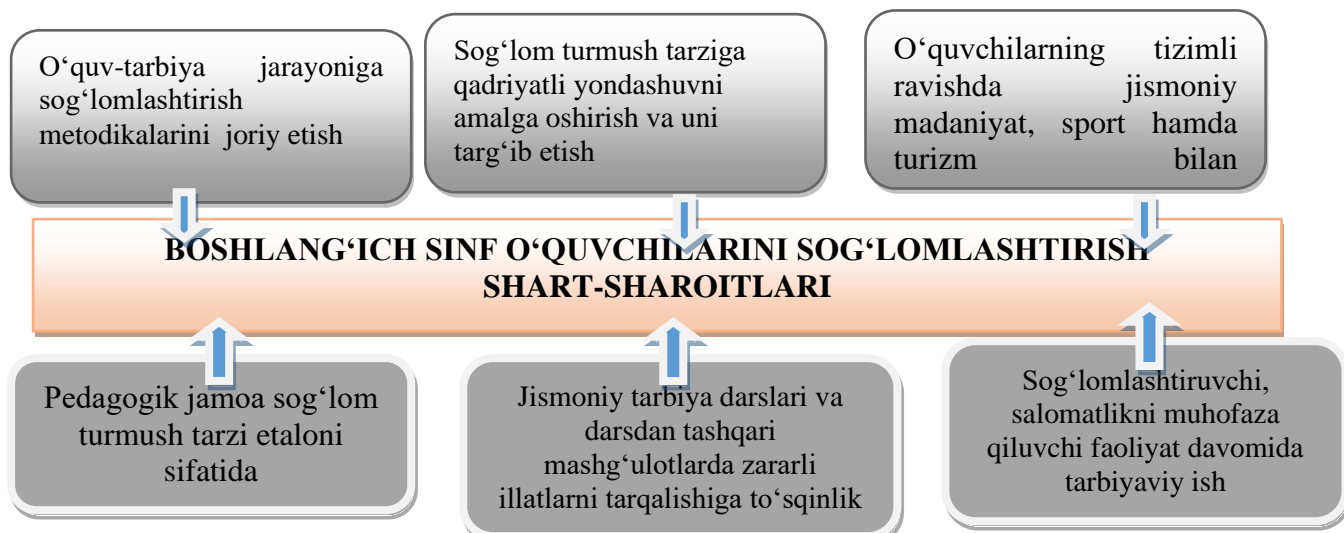 O‘quv-tarbiya jarayoniga
sog‘lomlashtirish
metodikalarini joriy etish
Sog‘lom turmush tarziga
qadriyatli yondashuvni
amalga oshirish va uni
targ‘ib etish
O‘quvchilarning tizimli
ravishda jismoniy
madaniyat, sport hamda
turizm bilan
BOSHLANG‘ICH SINF O‘QUVCHILARINI SOG‘LOMLASHTIRISH
SHART-SHAROITLARI
Pedagogik jamoa sog‘lom
turmush tarzi etaloni
sifatida
Jismoniy tarbiya darslari va
darsdan tashqari
mashg‘ulotlarda zararli
illatlarni tarqalishiga to‘sqinlik
Sog‘lomlashtiruvchi,
salomatlikni muhofaza
qiluvchi faoliyat davomida
tarbiyaviy ish